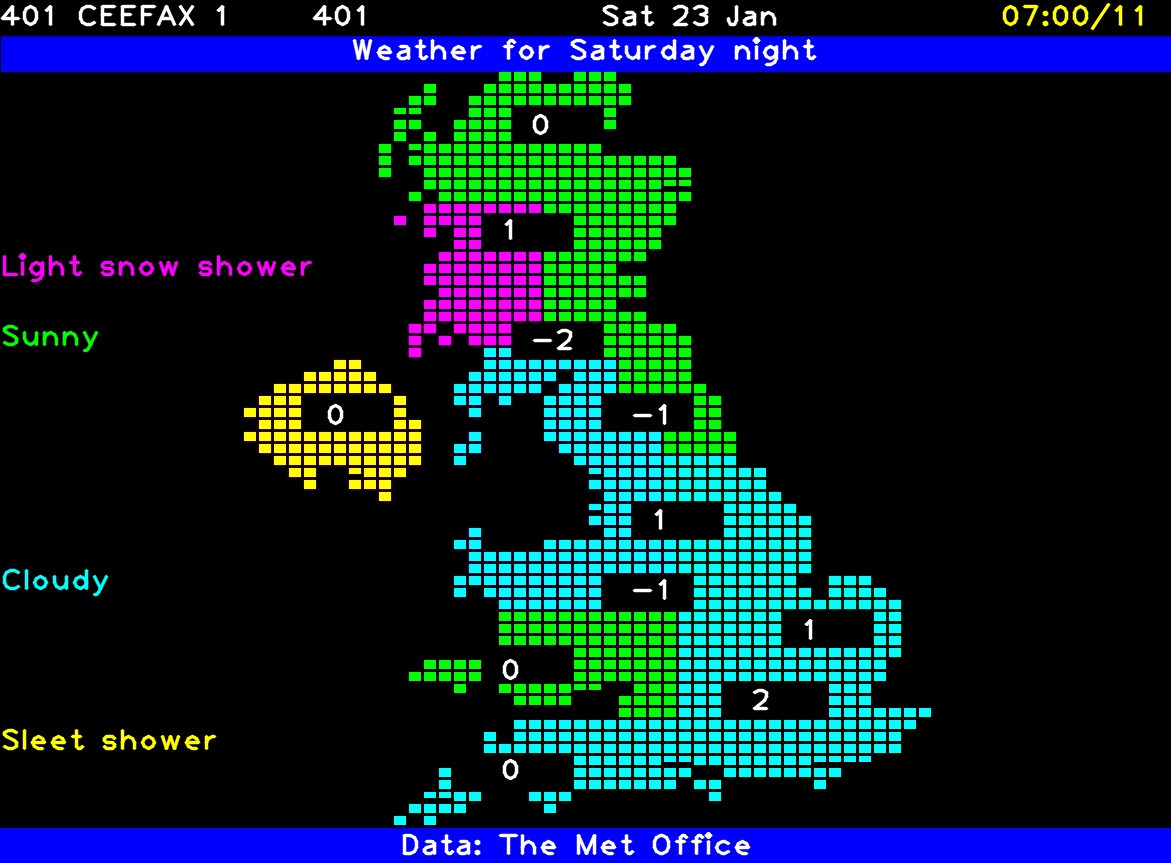 401 CEEFAX 1 401 Sat 23 Jan 07:00/11
Weather for Saturday night
0
1
Light snow shower
Sunny
-2
0
-1
1
Cloudy
-1
1
0
2
Sleet shower
0
Data: The Met Office